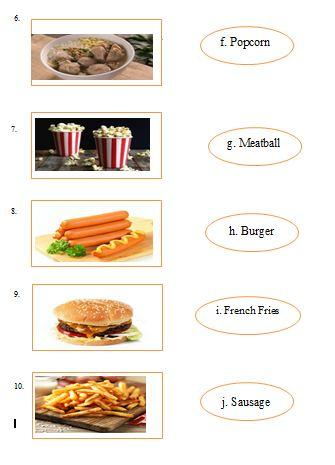 6.
f. Popcorn
7.
g. Meatball
8.
h. Burger
9.
i. French Fries
10.
j. Sausage